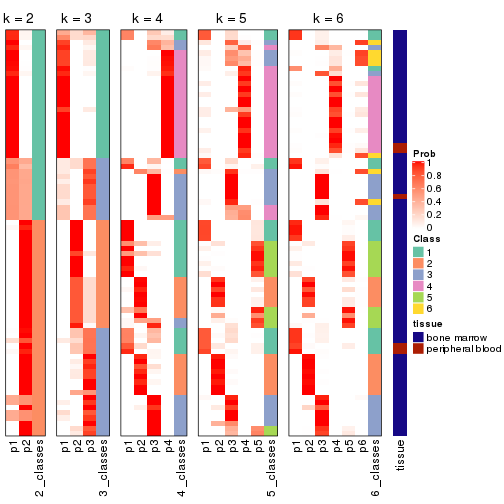 k = 2 k = 3 k = 4 k = 5 k = 6
Prob
1
0.8
0.6
0.4
0.2
0
Class
1
2
3
4
5
6
tissue
bone marrow
peripheral blood
p1 p2 2_classes p1 p2 p3 3_classes p1 p2 p3 p4 4_classes p1 p2 p3 p4 p5 5_classes p1 p2 p3 p4 p5 p6 6_classes tissue